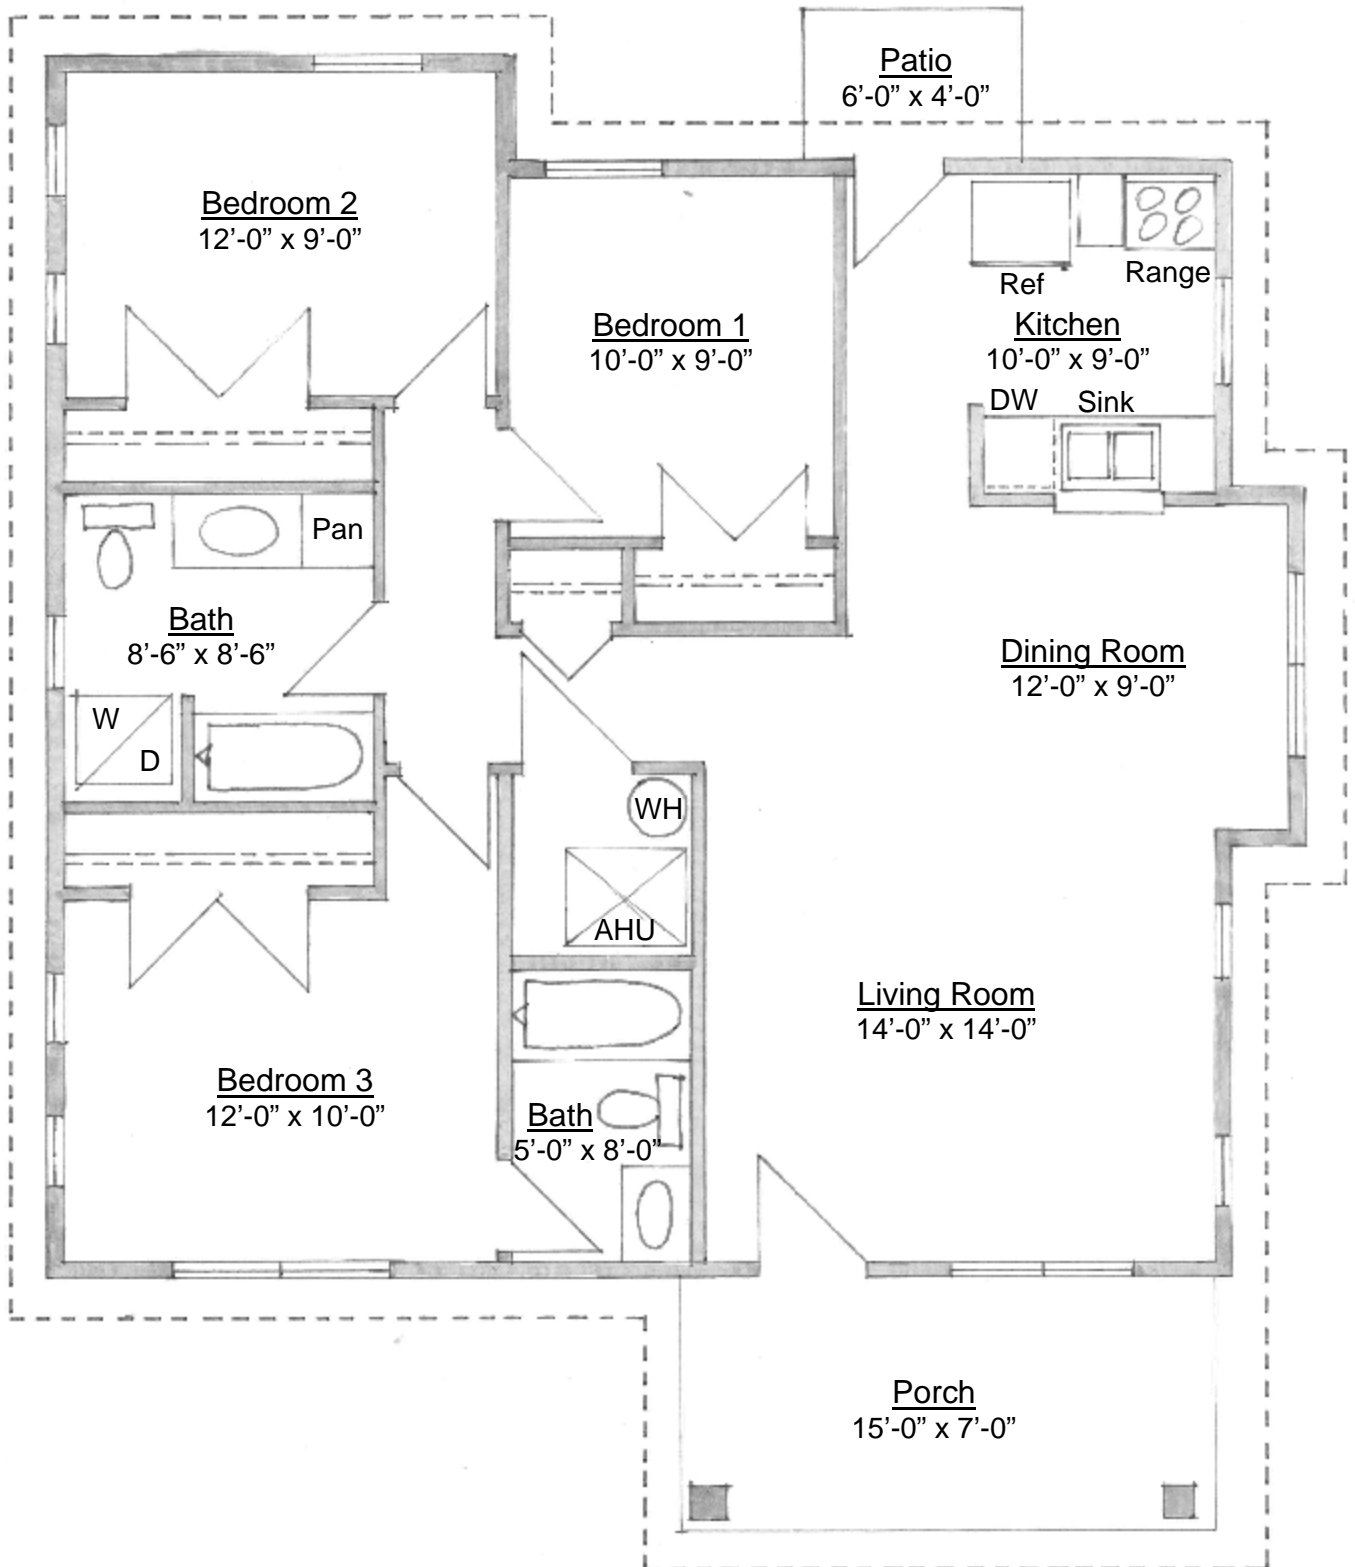 Patio
6’-0” x 4’-0”
Bedroom 2
12’-0” x 9’-0”
Ref
Range
Bedroom 1
10’-0” x 9’-0”
Kitchen
10’-0” x 9’-0”
DW
Sink
Pan
Bath
8’-6” x 8’-6”
Dining Room
12’-0” x 9’-0”
W
D
WH
AHU
Living Room
14’-0” x 14’-0”
Bedroom 3
12’-0” x 10’-0”
Bath
5’-0” x 8’-0”
Porch
15’-0” x 7’-0”